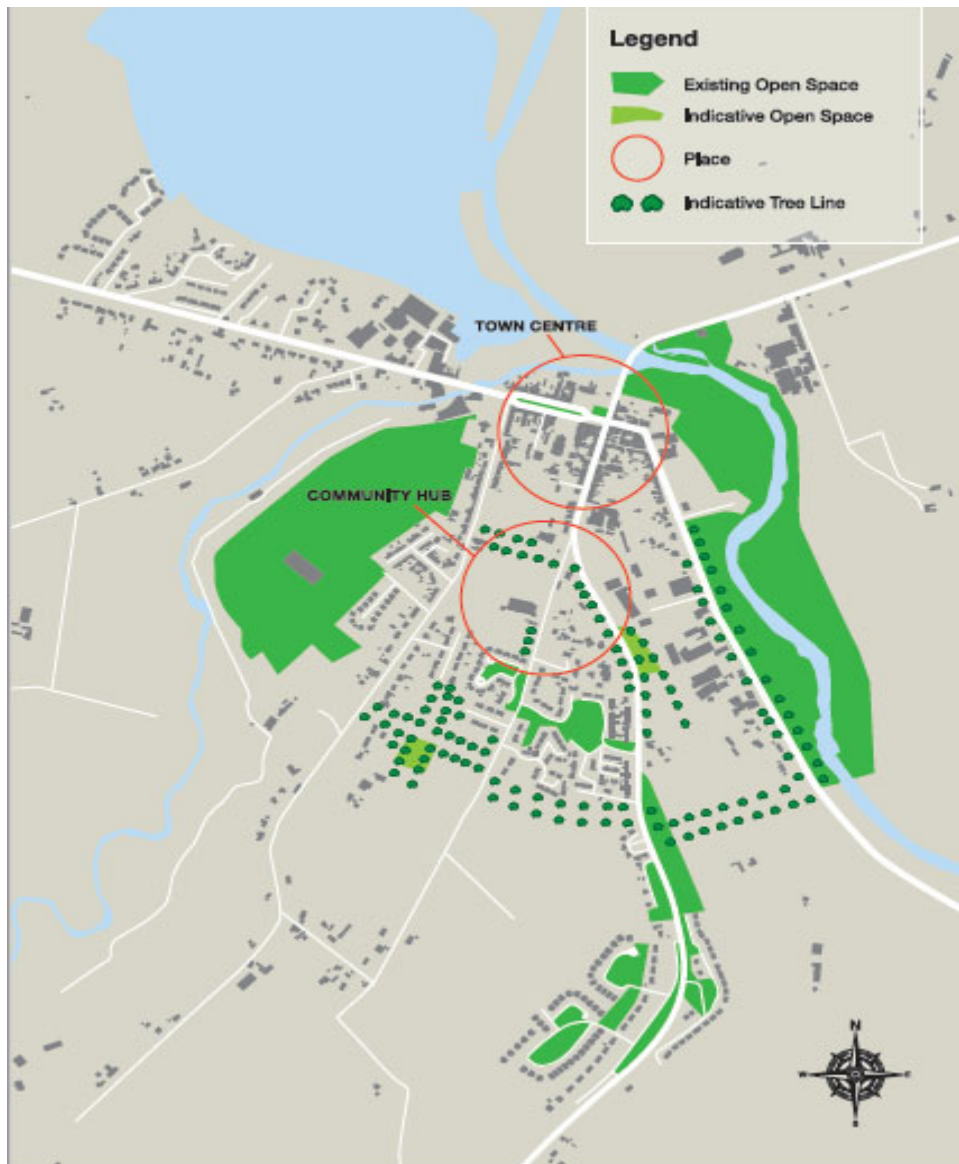 Legend
Existing Open Space
Indicative Open Space
Place
Indicative Tree Line
TOWN CENTRE
COMMUNITY HUB
N
W E
S